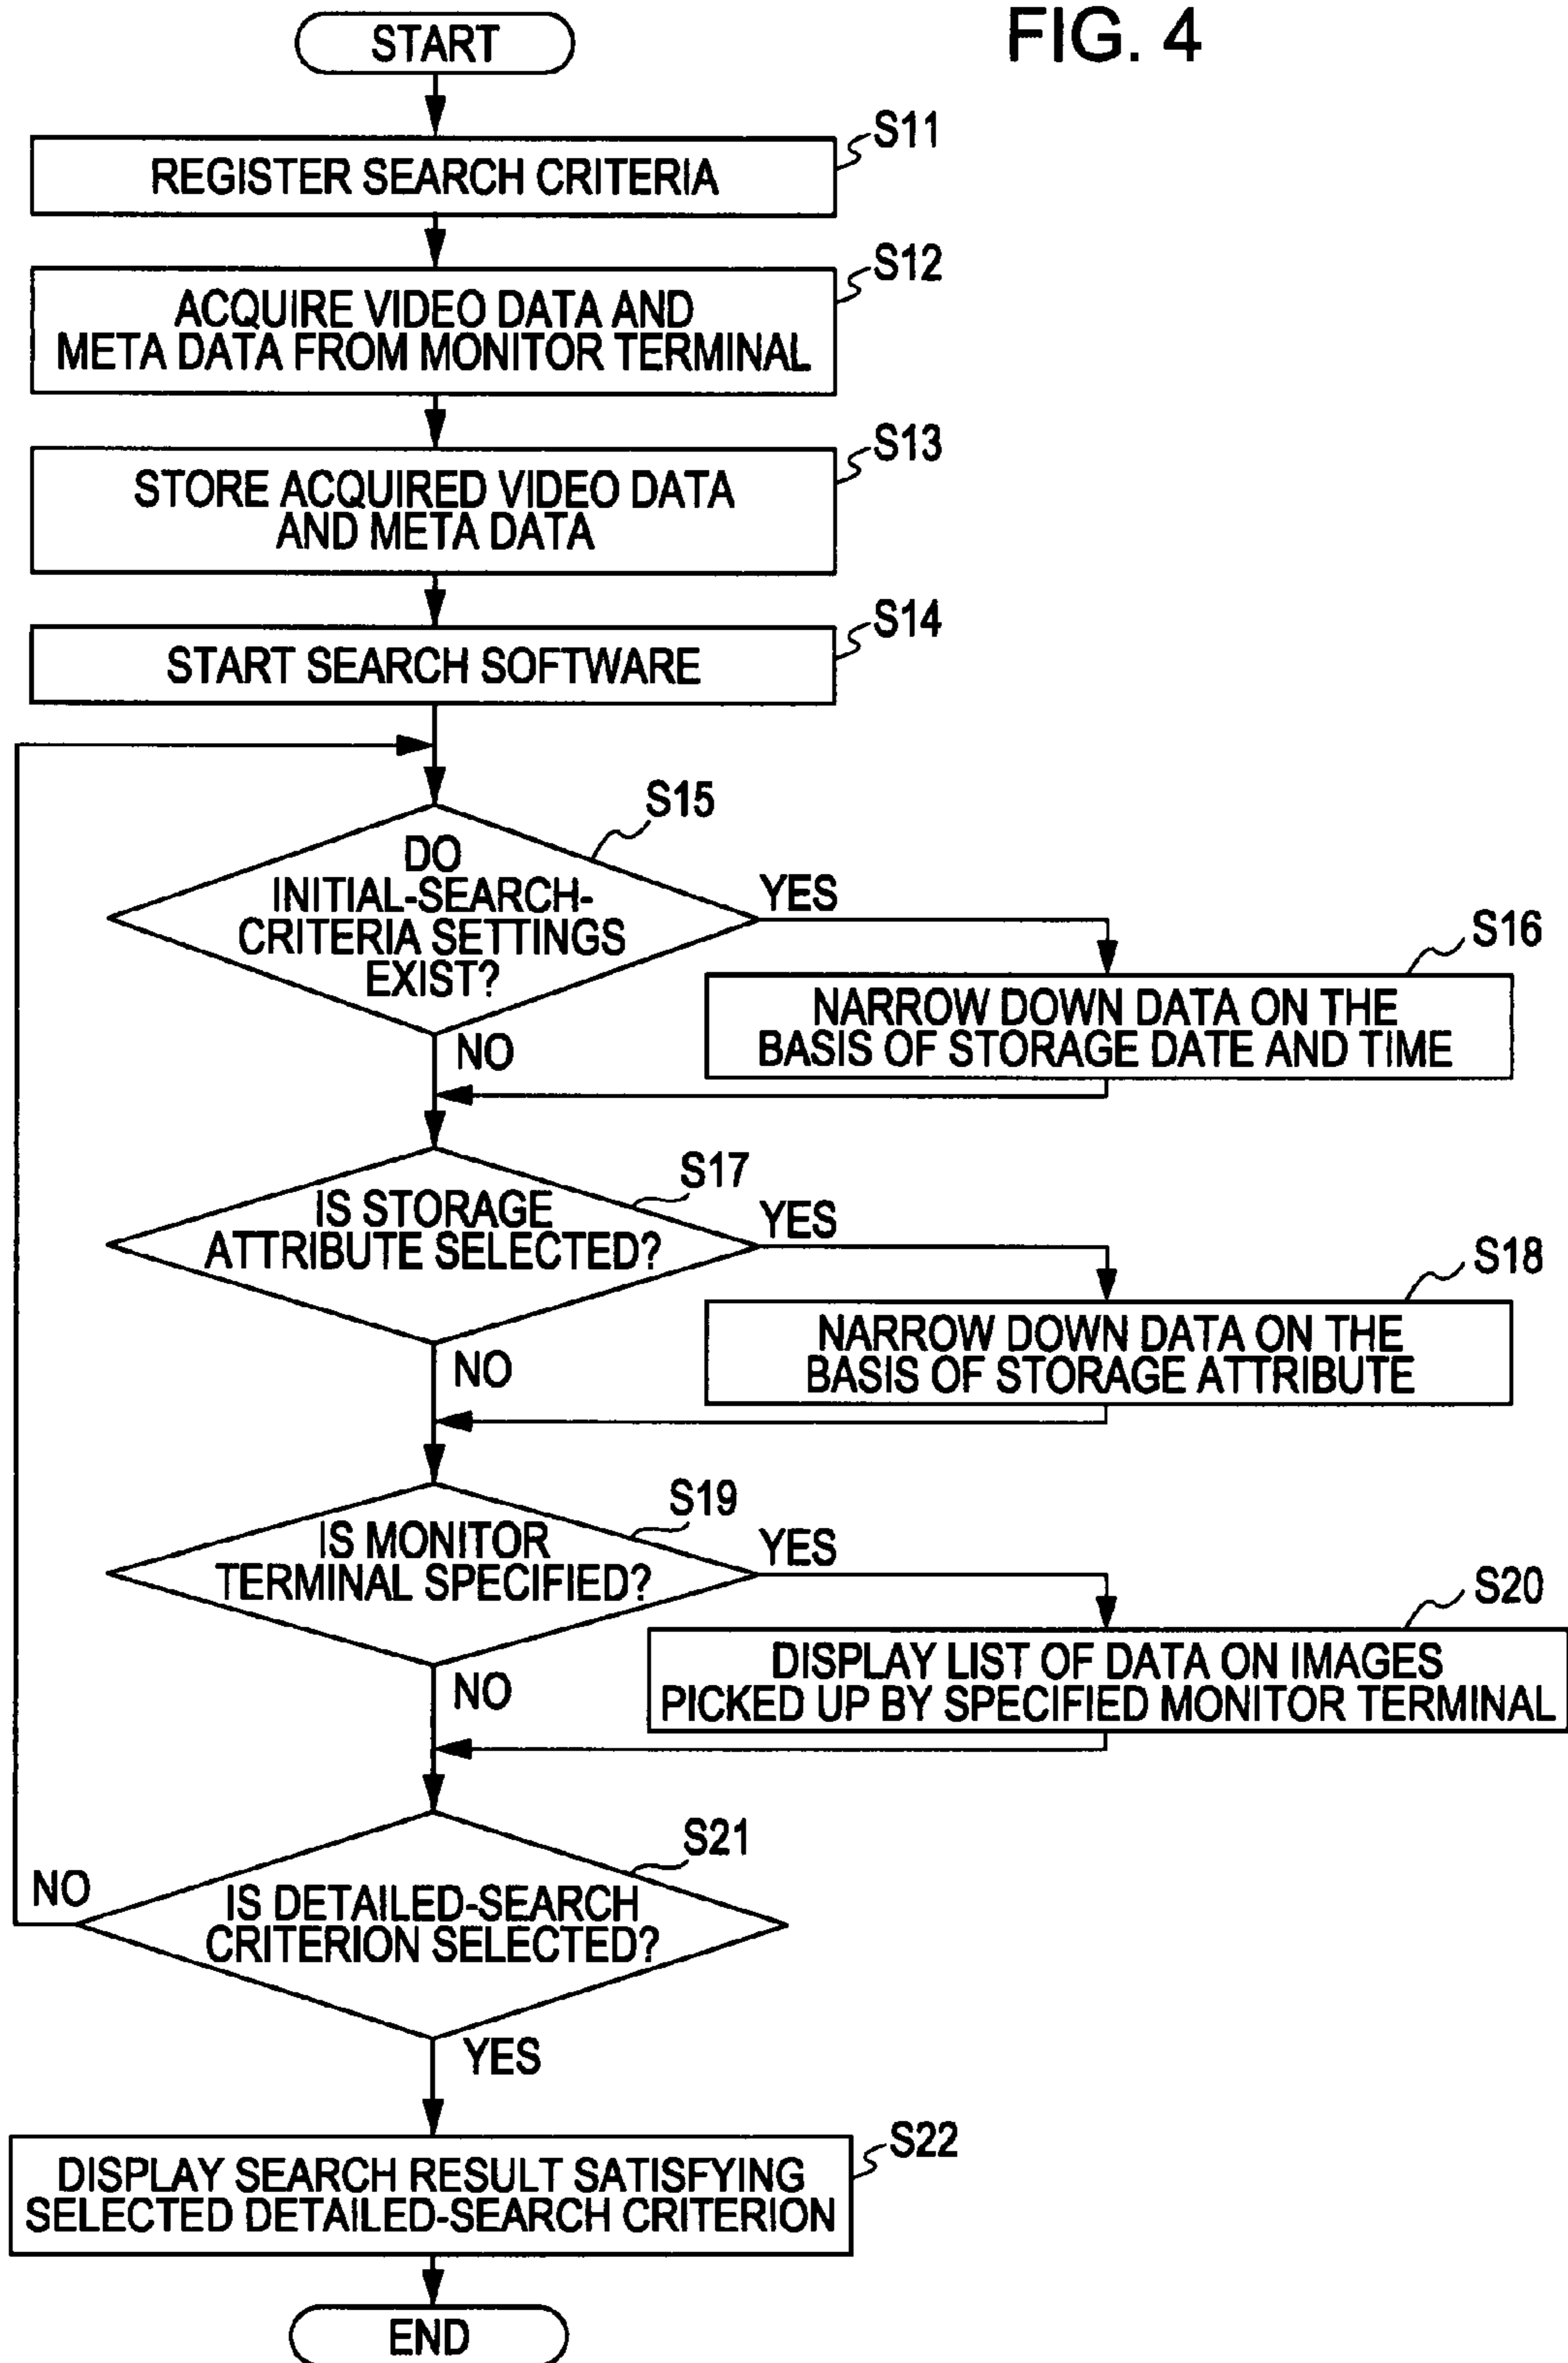 FIG. 4
START
S11
REGISTER SEARCH CRITERIA
S12
ACQUIRE VIDEO DATA AND
META DATA FROM MONITOR TERMINAL
S13
STORE ACQUIRED VIDEO DATA
AND META DATA
S14
START SEARCH SOFTWARE
S15
DO
INITIAL-SEARCH-
CRITERIA SETTINGS
EXIST?
YES
NO
S16
NARROW DOWN DATA ON THE
BASIS OF STORAGE DATE AND TIME
S17
IS STORAGE
ATTRIBUTE SELECTED?
YES
NO
S18
NARROW DOWN DATA ON THE
BASIS OF STORAGE ATTRIBUTE
S19
IS MONITOR
TERMINAL SPECIFIED?
YES
NO
S20
DISPLAY LIST OF DATA ON IMAGES
PICKED UP BY SPECIFIED MONITOR TERMINAL
S21
IS DETAILED-SEARCH
CRITERION SELECTED?
NO
YES
S22
DISPLAY SEARCH RESULT SATISFYING
SELECTED DETAILED-SEARCH CRITERION
END